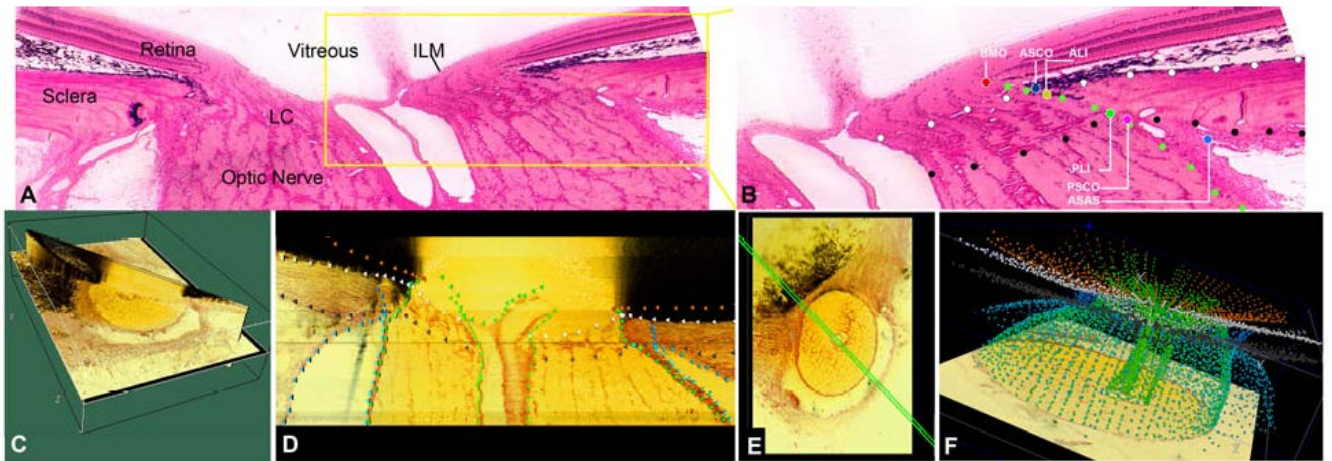 Retina
Vitreous
ILM
Sclera
LC
Optic Nerve
A
BMO
ASCO
ALI
PLI
PSCO
ASAS
B
C
D
E
F